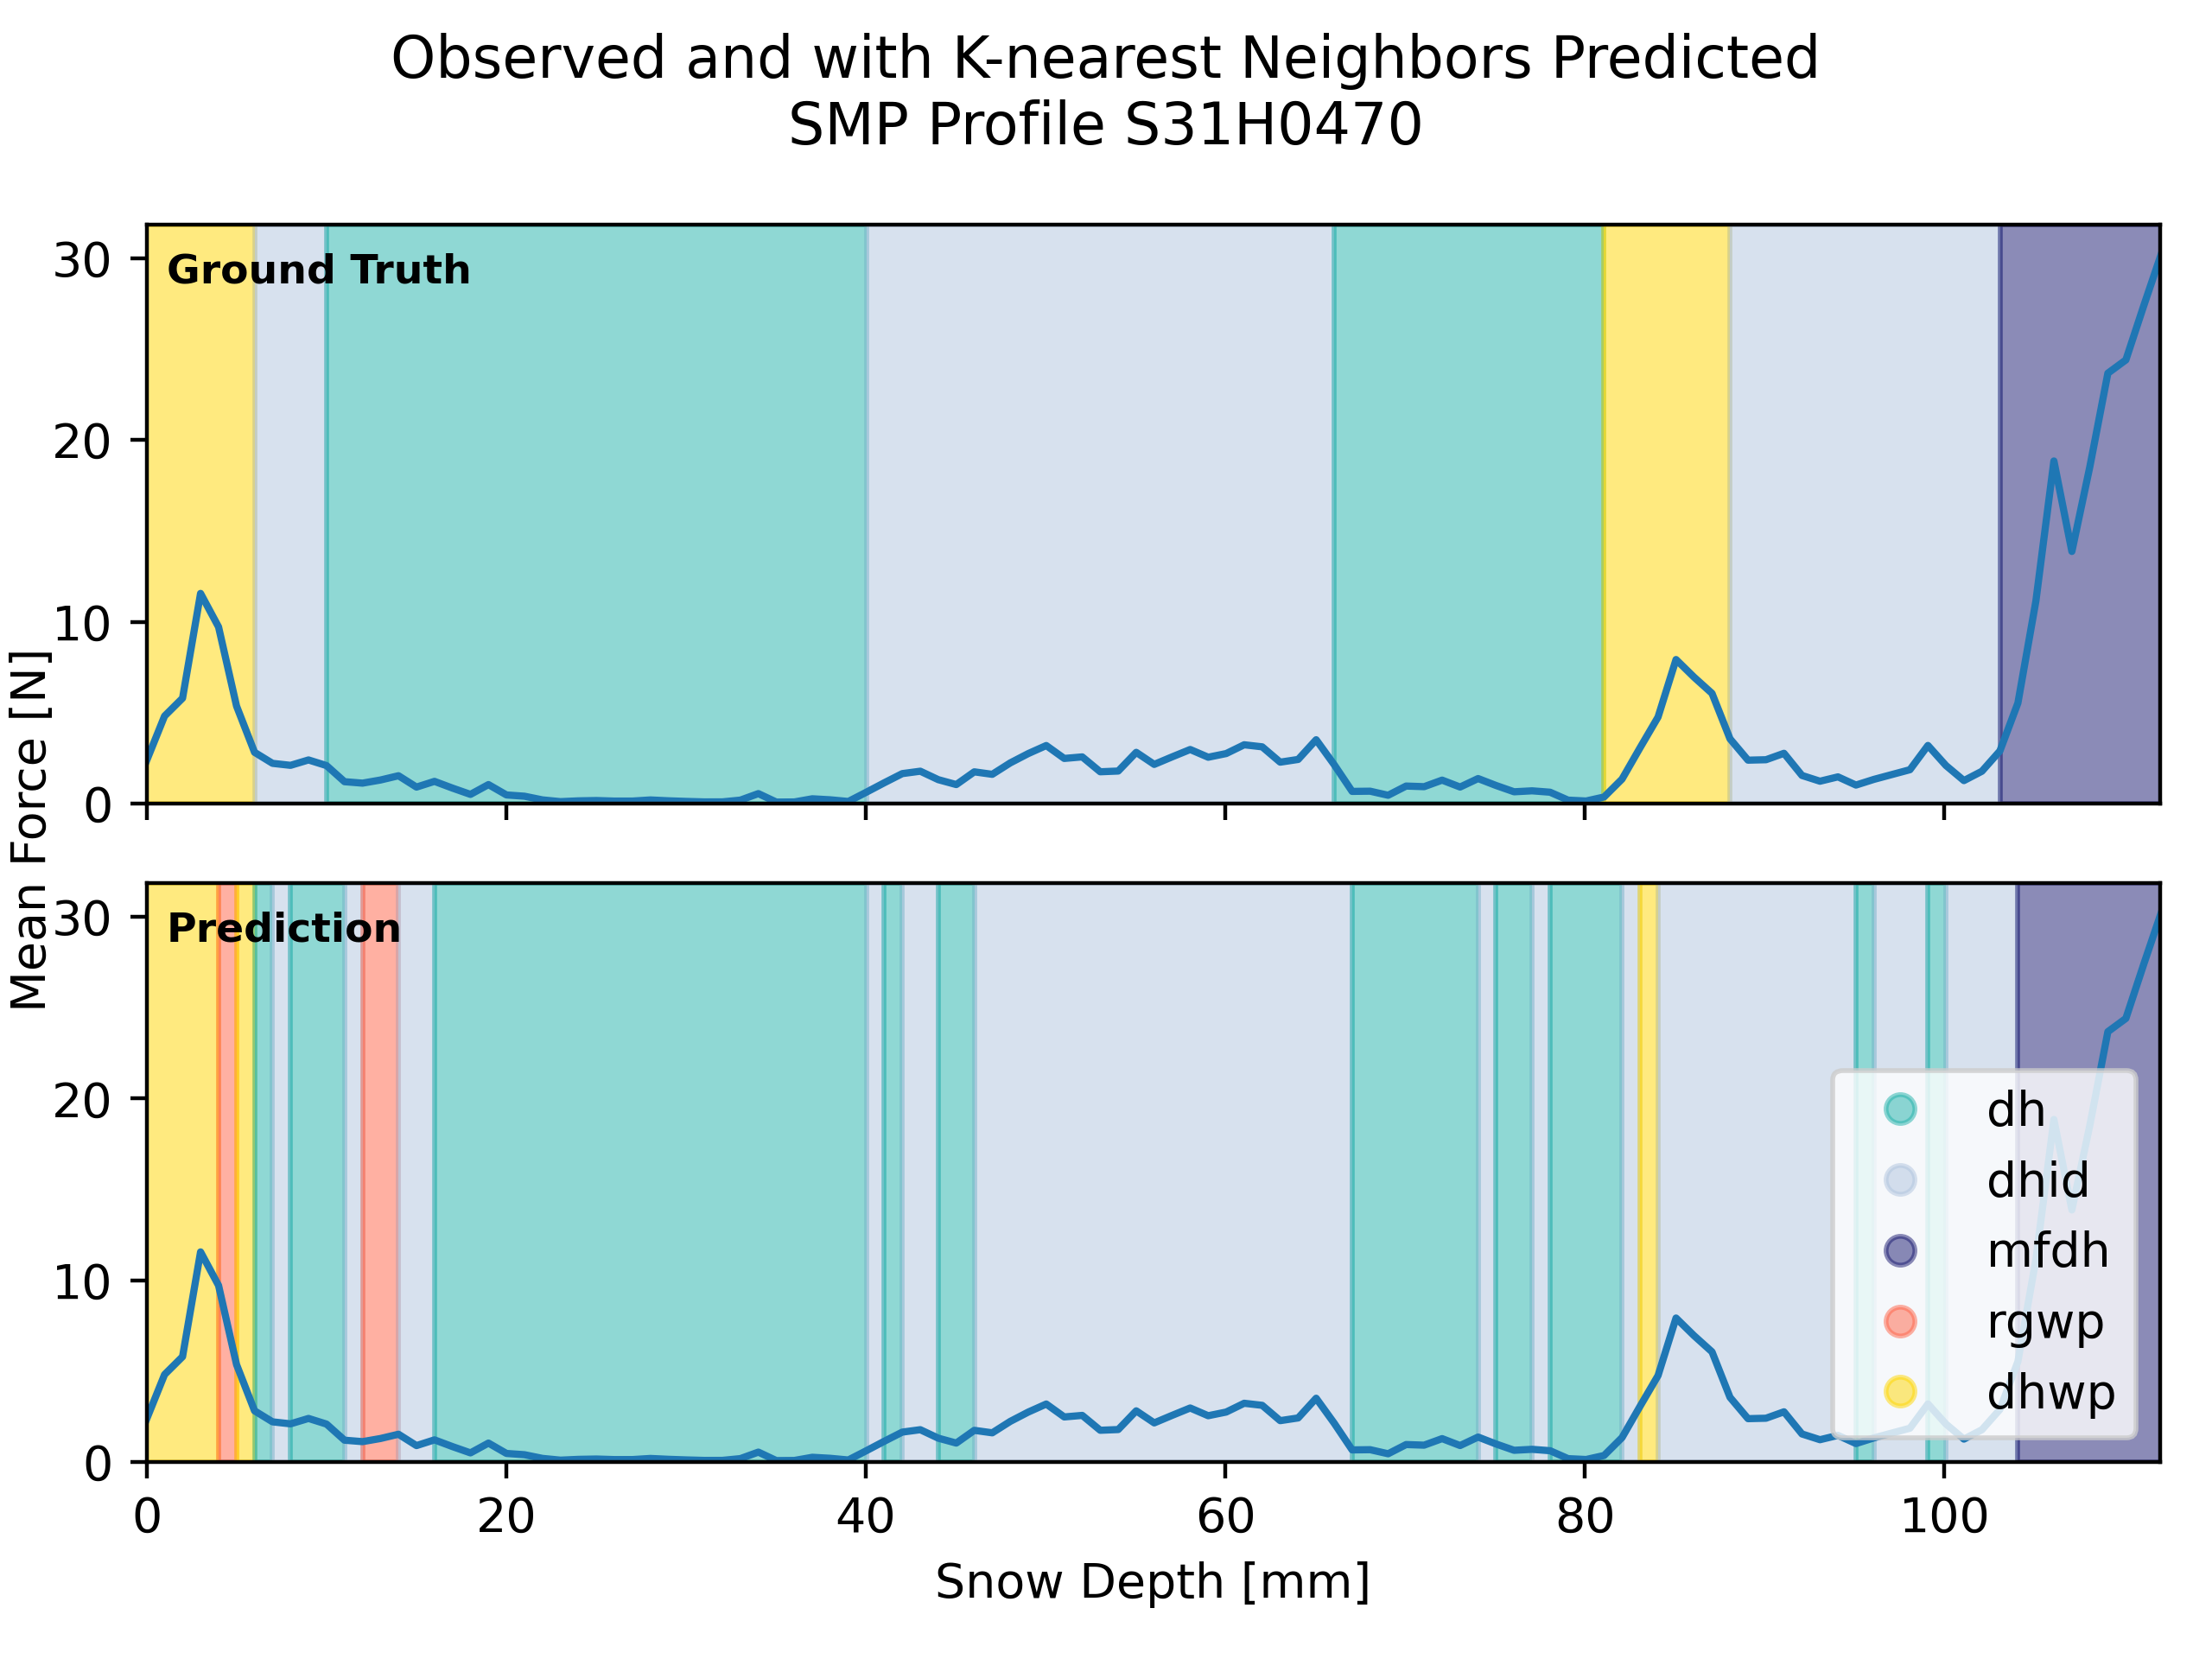 Observed and with K-nearest Neighbors Predicted
SMP Profile S31H0470
Mean Force [N]
30
20
10
0
Ground Truth
30
20
10
0
Prediction
dh
dhid
mfdh
rgwp
dhwp
0 20 40 60 80 100
Snow Depth [mm]